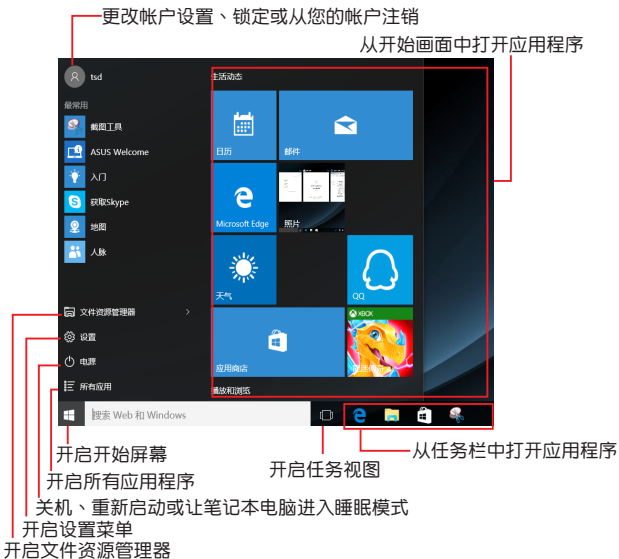 更改帐户设置、锁定或从您的帐户注销
从开始画面中打开应用程序
tsd
生活动态
最常用
截图工具
ASUS Welcome
入门
获取Skype
地图
人脉
日历
邮件
Microsoft Edge
照片
天气
QQ
XBOX
应用商店
播放和浏览
文件资源管理器
设置
电源
所有应用
搜索 Web 和 Windows
开启开始屏幕
开启任务视图
从任务栏中打开应用程序
开启所有应用程序
关机、重新启动或让笔记本电脑进入睡眠模式
开启设置菜单
开启文件资源管理器